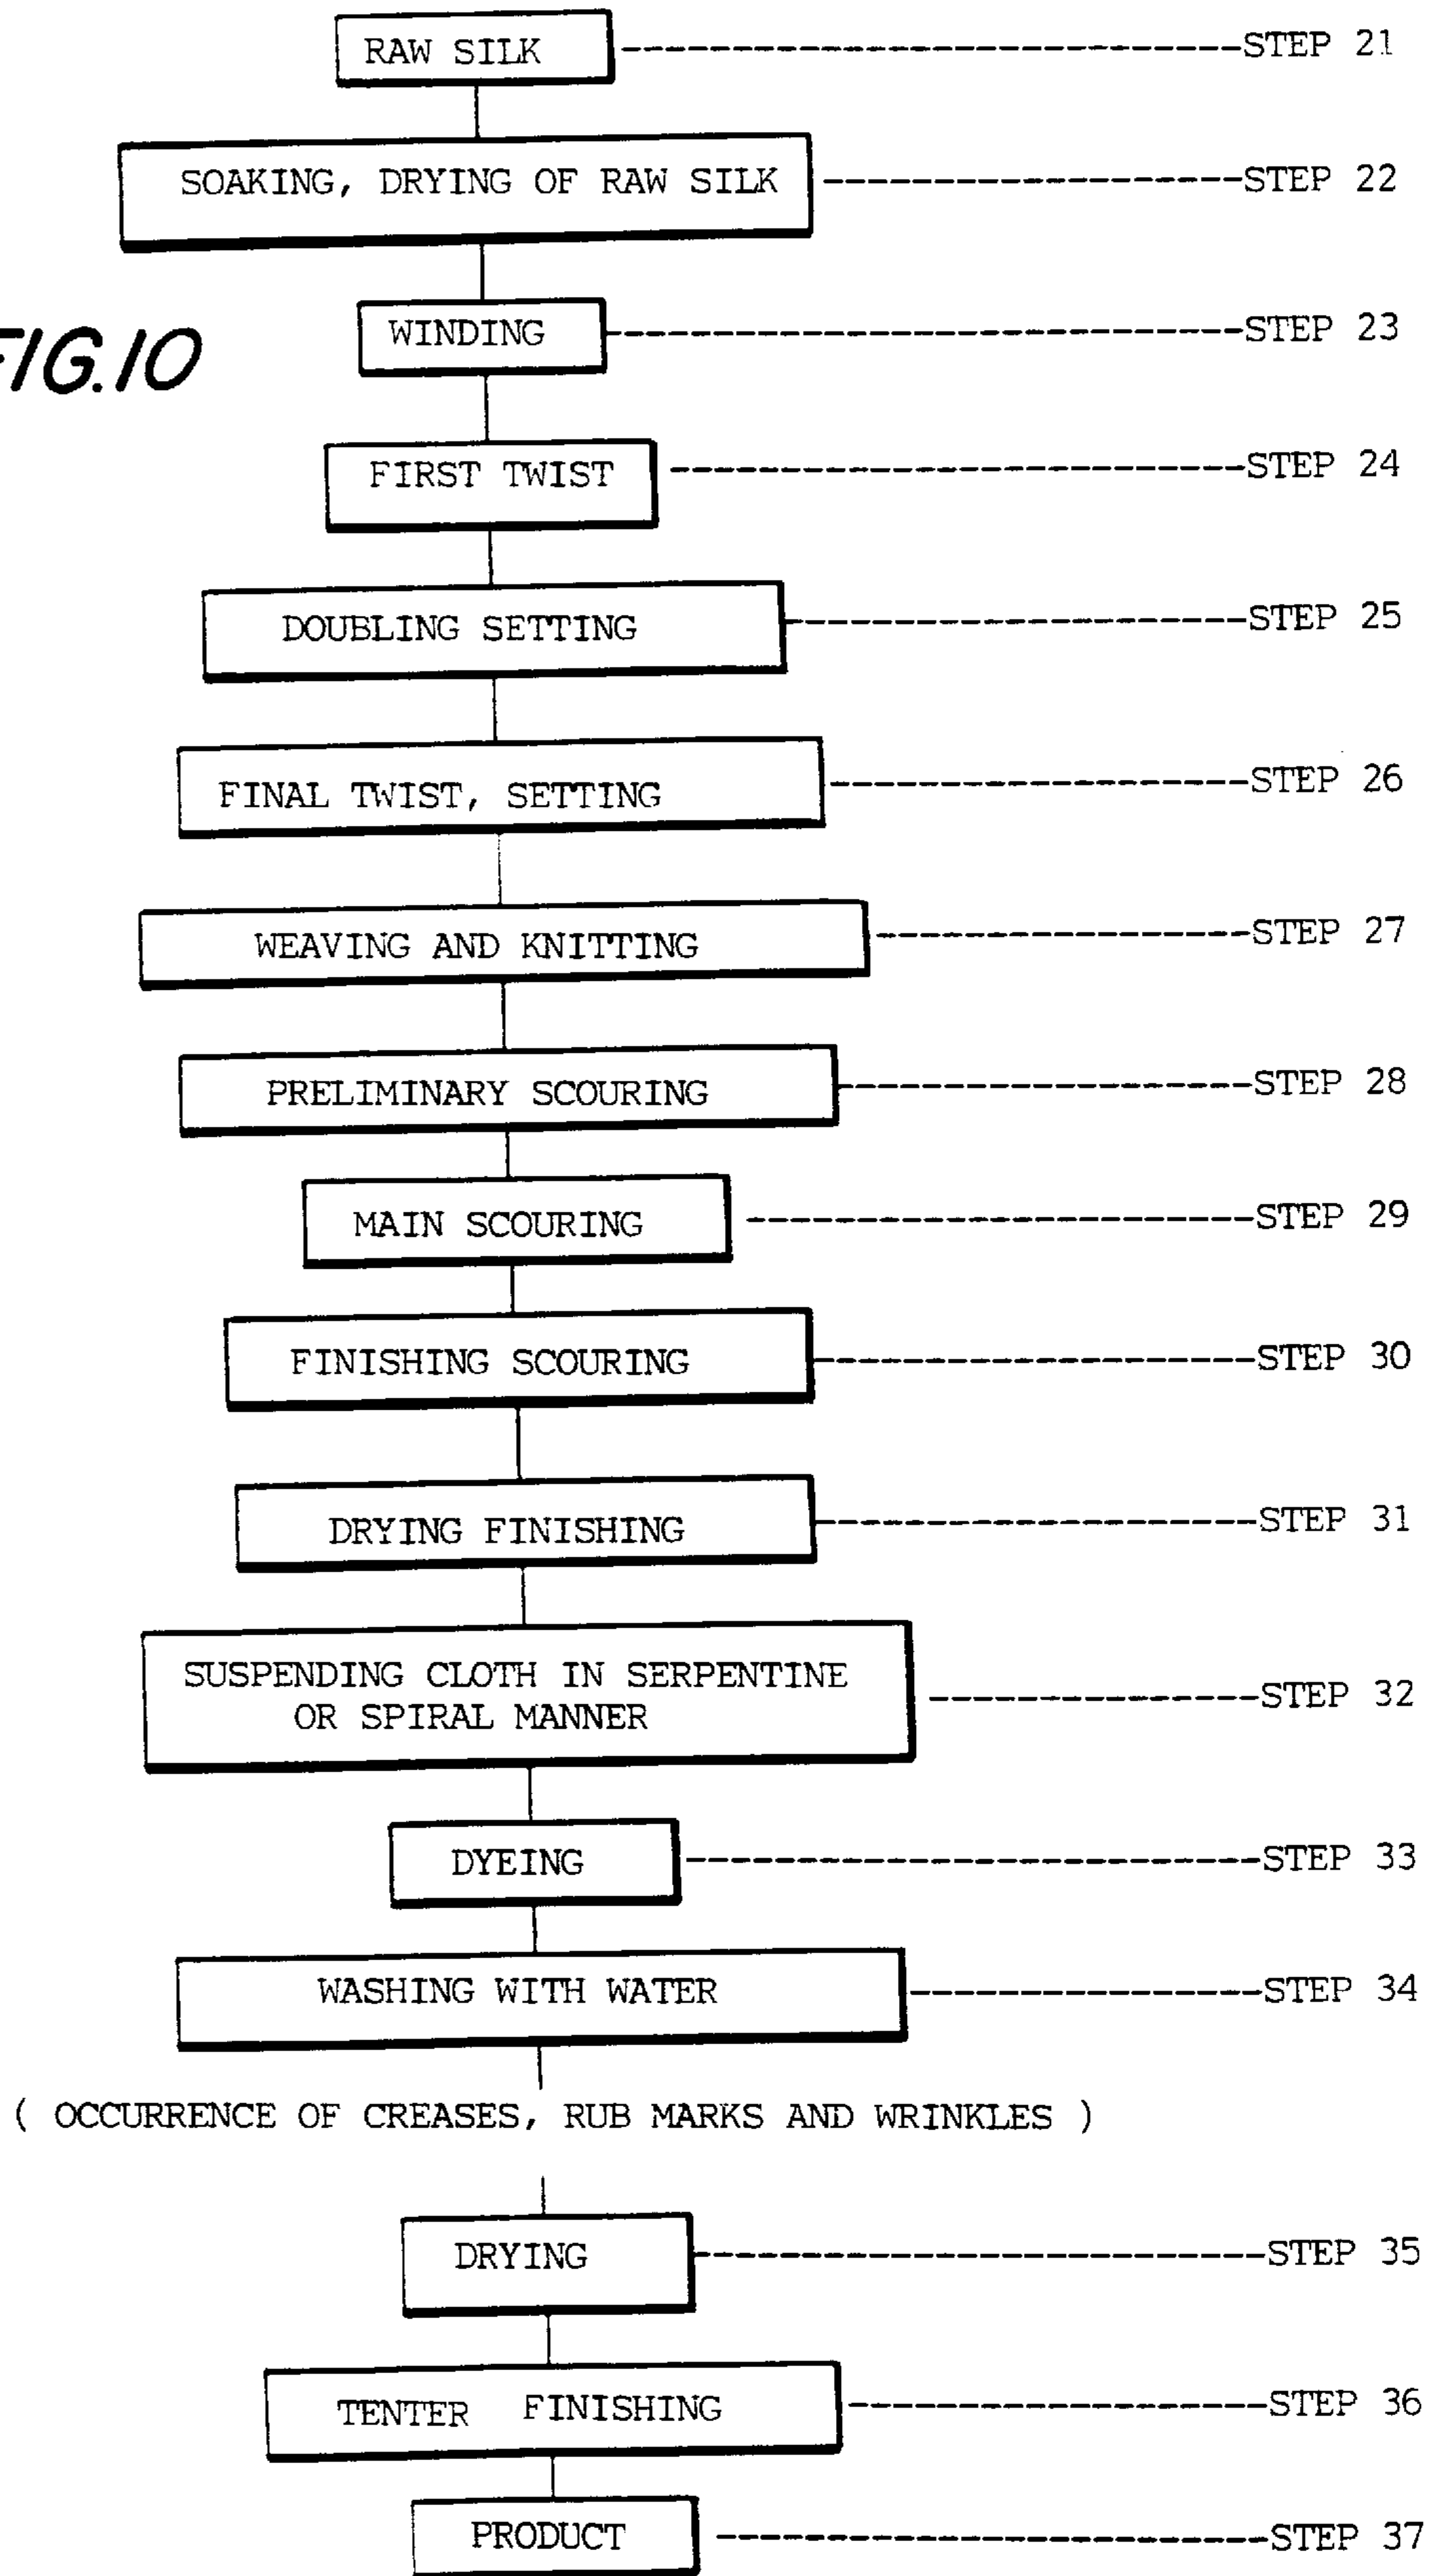 RAW SILK ------ STEP 21
SOAKING, DRYING OF RAW SILK ------ STEP 22
WINDING ------ STEP 23
FIG.10
FIRST TWIST ------ STEP 24
DOUBLING SETTING ------ STEP 25
FINAL TWIST, SETTING ------ STEP 26
WEAVING AND KNITTING ------ STEP 27
PRELIMINARY SCOURING ------ STEP 28
MAIN SCOURING ------ STEP 29
FINISHING SCOURING ------ STEP 30
DRYING FINISHING ------ STEP 31
SUSPENDING CLOTH IN SERPENTINE
OR SPIRAL MANNER ------ STEP 32
DYEING ------ STEP 33
WASHING WITH WATER ------ STEP 34
( OCCURRENCE OF CREASES, RUB MARKS AND WRINKLES )
DRYING ------ STEP 35
TENTER FINISHING ------ STEP 36
PRODUCT ------ STEP 37